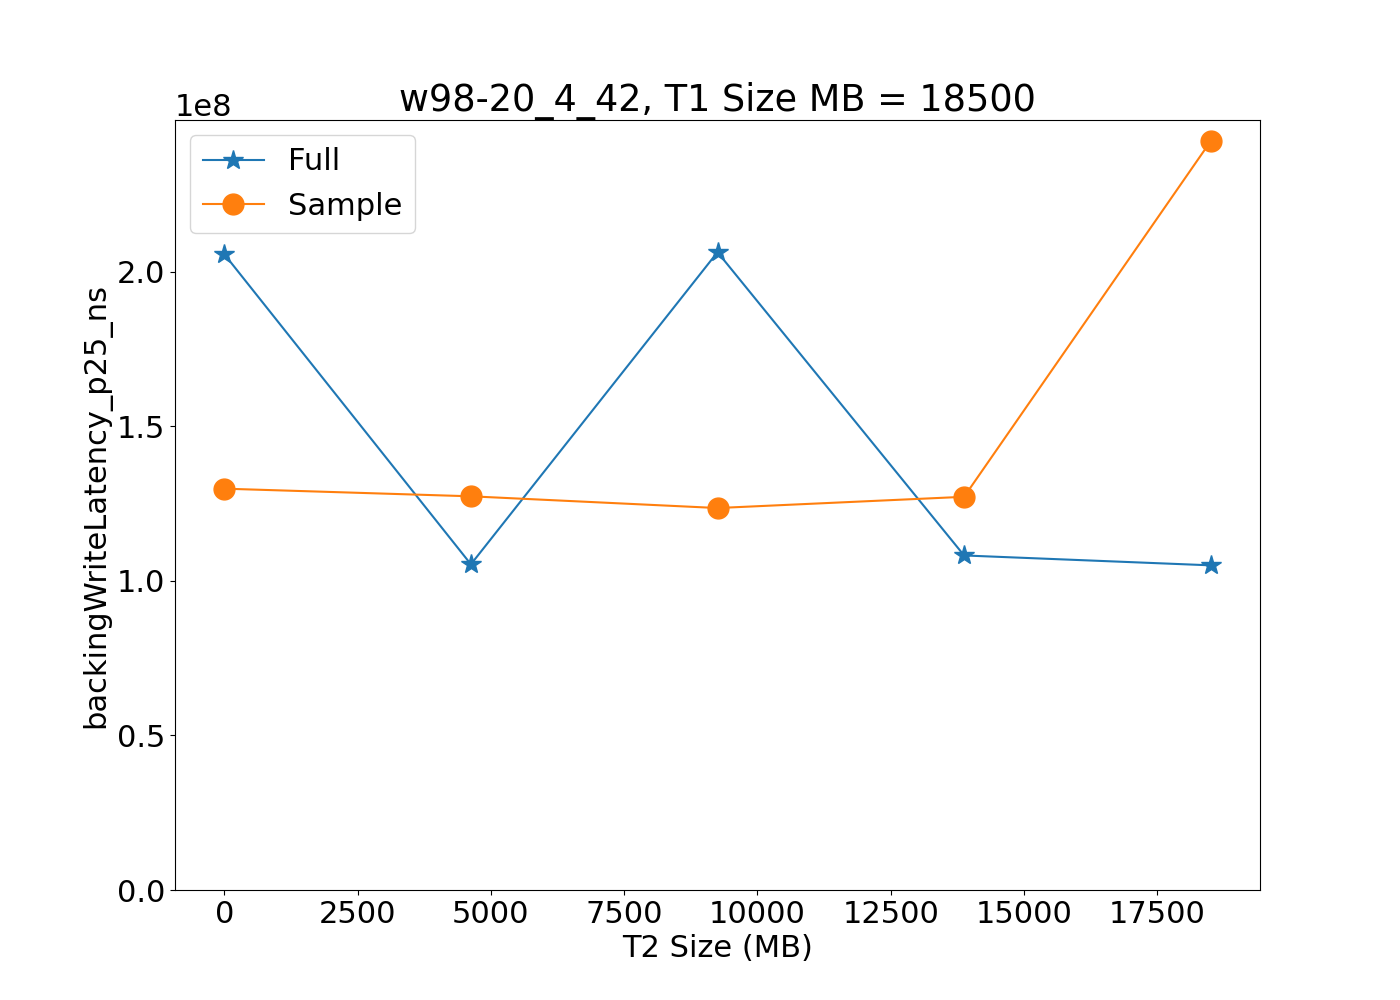 w98-20_4_42, T1 Size MB = 18500
1e8
Full
Sample
2.0
1.5
1.0
0.5
0.0
backingWriteLatency_p25_ns
0 2500 5000 7500 10000 12500 15000 17500
T2 Size (MB)